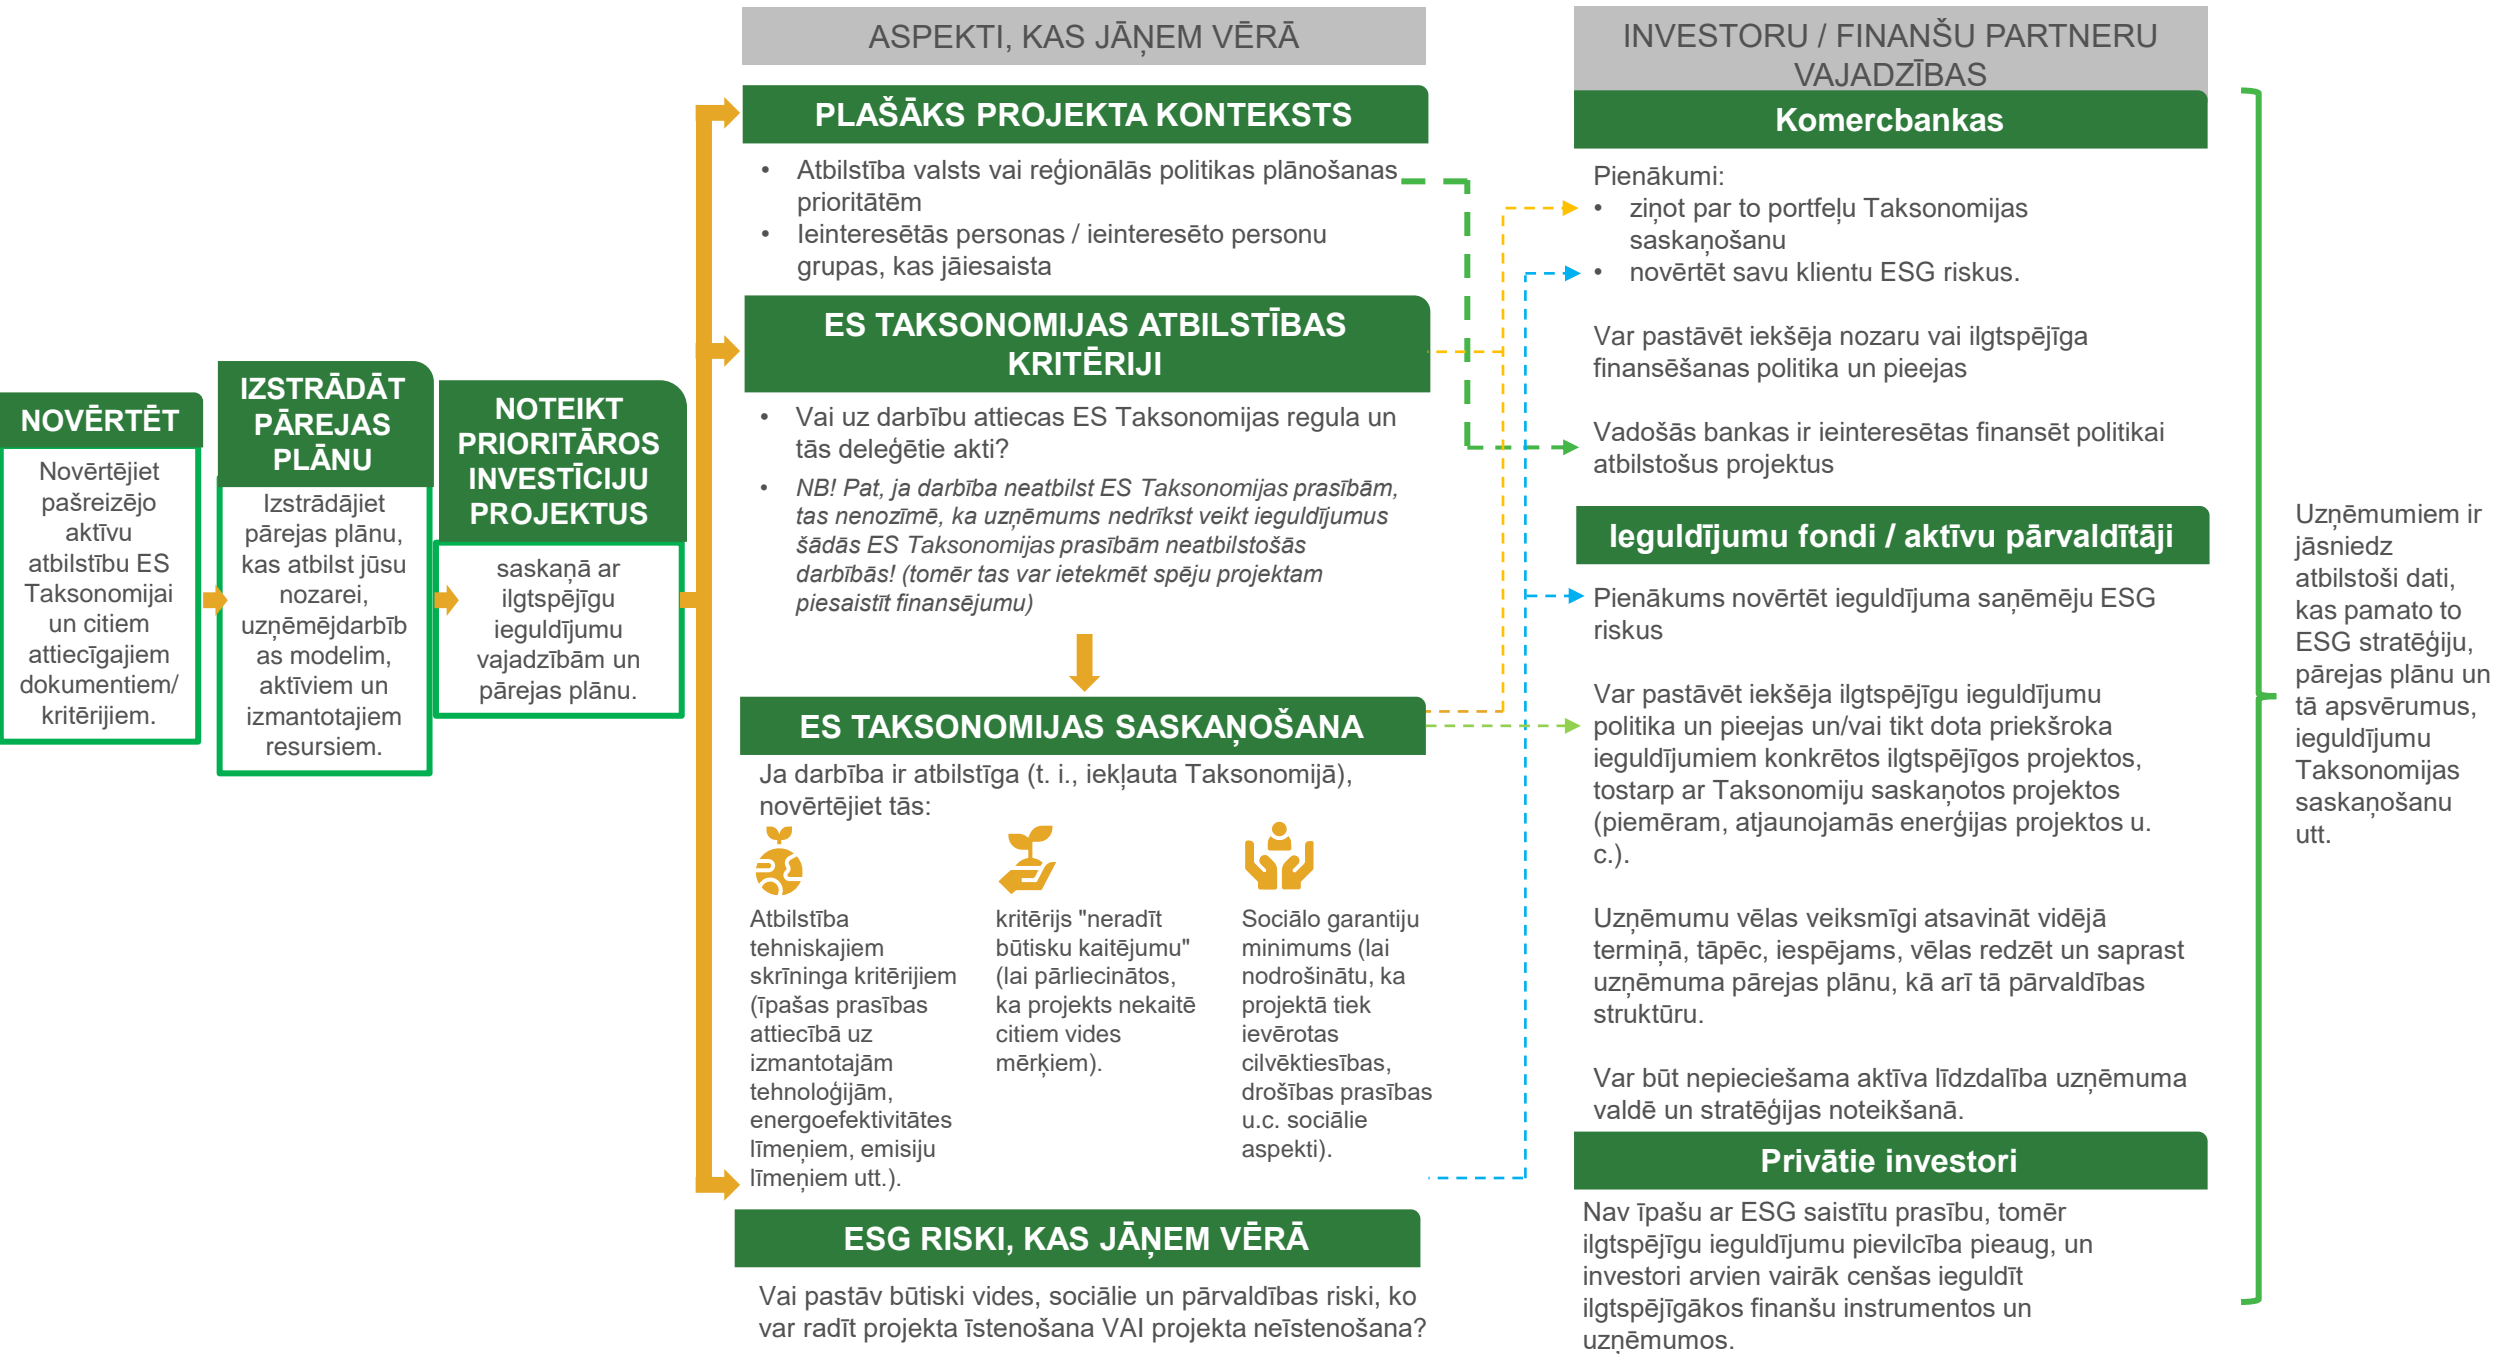 NOVĒRTĒT
Novērtējiet
pašreizējo
aktīvu
atbilstību ES
Taksonomijai
un citiem
attiecīgajiem
dokumentiem/
kritērijiem.
IZSTRĀDĀT
PĀREJAS
PLĀNU
Izstrādājiet
pārejas plānu,
kas atbilst jūsu
nozarei,
uzņēmējdarbīb
as modelim,
aktīviem un
izmantotajiem
resursiem.
NOTEIKT
PRIORITĀROS
INVESTĪCIJU
PROJEKTUS
saskaņā ar
ilgtspējīgu
ieguldījumu
vajadzībām un
pārejas plānu.
ASPEKTI, KAS JĀŅEM VĒRĀ
PLAŠĀKS PROJEKTA KONTEKSTS
• Atbilstība valsts vai reģionālās politikas plānošanas
prioritātēm
• Ieinteresētās personas / ieinteresēto personu
grupas, kas jāiesaista
ES TAKSONOMIJAS ATBILSTĪBAS
KRITĒRIJI
• Vai uz darbību attiecas ES Taksonomijas regula un
tās deleģētie akti?
• NB! Pat, ja darbība neatbilst ES Taksonomijas prasībām,
tas nenozīmē, ka uzņēmums nedrīkst veikt ieguldījumus
šādās ES Taksonomijas prasībām neatbilstošās
darbībās! (tomēr tas var ietekmēt spēju projektam
piesaistīt finansējumu)
ES TAKSONOMIJAS SASKAŅOŠANA
Ja darbība ir atbilstīga (t. i., iekļauta Taksonomijā),
novērtējiet tās:
Atbilstība
tehniskajiem
skrīninga kritērijiem
(īpašas prasības
attiecībā uz
izmantotajām
tehnoloģijām,
energoefektivitātes
līmeņiem, emisiju
līmeņiem utt.).
kritērijs "neradīt
būtisku kaitējumu"
(lai pārliecinātos,
ka projekts nekaitē
citiem vides
mērķiem).
Sociālo garantiju
minimums (lai
nodrošinātu, ka
projektā tiek
ievērotas
cilvēktiesības,
drošības prasības
u.c. sociālie
aspekti).
ESG RISKI, KAS JĀŅEM VĒRĀ
Vai pastāv būtiski vides, sociālie un pārvaldības riski, ko
var radīt projekta īstenošana VAI projekta neīstenošana?
INVESTORU / FINANŠU PARTNERU
VAJADZĪBAS
Komercbankas
Pienākumi:
• ziņot par to portfeļu Taksonomijas
saskaņošanu
• novērtēt savu klientu ESG riskus.
Var pastāvēt iekšēja nozaru vai ilgtspējīga
finansēšanas politika un pieejas
Vadošās bankas ir ieinteresētas finansēt politikai
atbilstošus projektus
Ieguldījumu fondi / aktīvu pārvaldītāji
Pienākums novērtēt ieguldījuma saņēmēju ESG
riskus
Var pastāvēt iekšēja ilgtspējīgu ieguldījumu
politika un pieejas un/vai tikt dota priekšroka
ieguldījumiem konkrētos ilgtspējīgos projektos,
tostarp ar Taksonomiju saskaņotos projektos
(piemēram, atjaunojamās enerģijas projektos u.
c.).
Uzņēmumu vēlas veiksmīgi atsavināt vidējā
termiņā, tāpēc, iespējams, vēlas redzēt un saprast
uzņēmuma pārejas plānu, kā arī tā pārvaldības
struktūru.
Var būt nepieciešama aktīva līdzdalība uzņēmuma
valdē un stratēģijas noteikšanā.
Privātie investori
Nav īpašu ar ESG saistītu prasību, tomēr
ilgtspējīgu ieguldījumu pievilcība pieaug, un
investori arvien vairāk cenšas ieguldīt
ilgtspējīgākos finanšu instrumentos un
uzņēmumos.
Uzņēmumiem ir
jāsniedz
atbilstoši dati,
kas pamato to
ESG stratēģiju,
pārejas plānu un
tā apsvērumus,
ieguldījumu
Taksonomijas
saskaņošanu
utt.